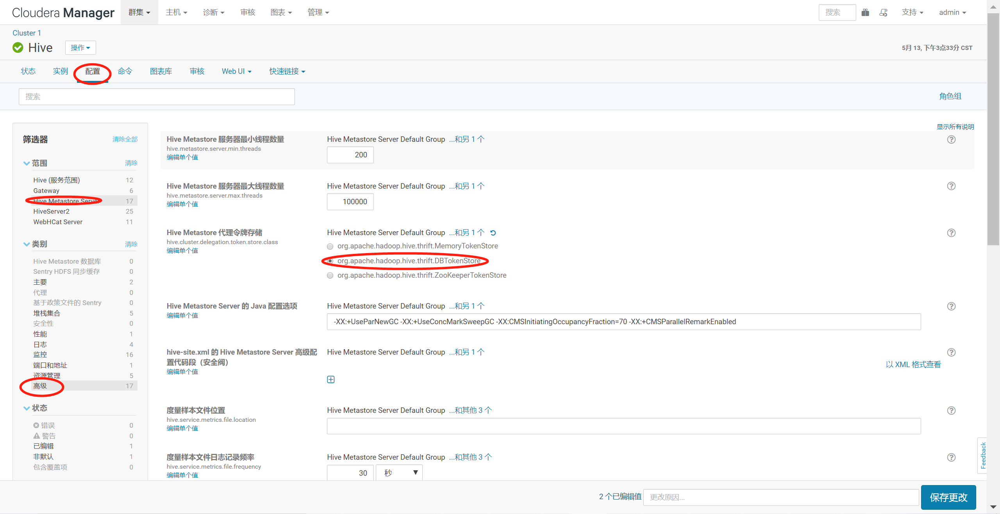 Cloudera Manager 群集 主机 诊断 审核 图表 管理 搜索 支持 admin
Cluster 1
Hive 操作 5月 13, 下午3点33分 CST
状态 实例 配置 命令 图表库 审核 Web UI 快速链接
搜索 角色组
显示所有说明
筛选器 清除全部
范围 清除
Hive (服务范围) 12
Gateway 6
Hive Metastore Server 17
HiveServer2 25
WebHCat Server 11
类别 清除
Hive Metastore 数据库 0
Sentry HDFS 同步缓存 0
主要 2
代理 0
基于政策文件的 Sentry 0
堆栈集合 5
安全性 0
性能 1
日志 4
监控 16
端口和地址 1
资源管理 5
高级 17
状态
错误 0
警告 0
已编辑 1
非默认 1
包含覆盖项 0
Hive Metastore 服务器最小线程数量
hive.metastore.server.min.threads
编辑单个值
Hive Metastore Server Default Group ...和另 1 个
200
Hive Metastore 服务器最大线程数量
hive.metastore.server.max.threads
编辑单个值
Hive Metastore Server Default Group ...和另 1 个
100000
Hive Metastore 代理令牌存储
hive.cluster.delegation.token.store.class
编辑单个值
Hive Metastore Server Default Group ...和另 1 个
org.apache.hadoop.hive.thrift.MemoryTokenStore
org.apache.hadoop.hive.thrift.DBTokenStore
org.apache.hadoop.hive.thrift.ZooKeeperTokenStore
Hive Metastore Server 的 Java 配置选项
编辑单个值
Hive Metastore Server Default Group ...和另 1 个
-XX:+UseParNewGC -XX:+UseConcMarkSweepGC -XX:CMSInitiatingOccupancyFraction=70 -XX:+CMSParallelRemarkEnabled
hive-site.xml 的 Hive Metastore Server 高级配
置代码段（安全阀）
编辑单个值
Hive Metastore Server Default Group ...和另 1 个
以 XML 格式查看
度量样本文件位置
hive.service.metrics.file.location
编辑单个值
Hive Metastore Server Default Group ...和其他 3 个
度量样本文件日志记录频率
hive.service.metrics.file.frequency
编辑单个值
Hive Metastore Server Default Group ...和其他 3 个
30 秒
Feedback
2 个已编辑值 更改原因... 保存更改